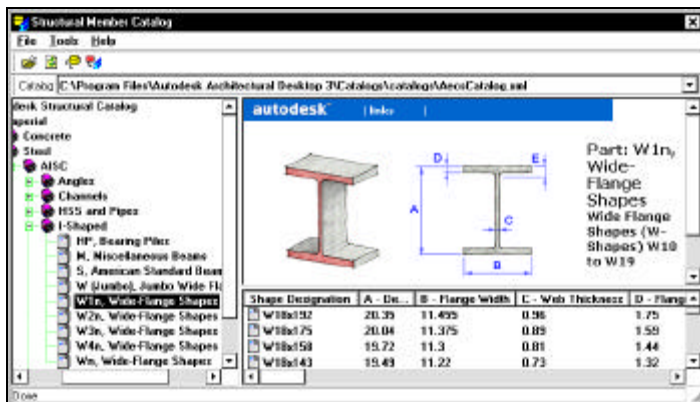 Structural Member Catalog
File Tools Help
Catalog C:\Program Files\Autodesk Architectural Desktop 3\Catalogs\catalogs\AecsCatalog.xml
desk Structural Catalog
perial
Concrete
Steel
AISC
Angles
Channels
HSS and Pipes
I-Shaped
HP, Bearing Piles
M, Miscellaneous Beams
S, American Standard Beam
W (Jumbo), Jumbo Wide Fl
W1n, Wide-Flange Shapes
W2n, Wide-Flange Shapes
W3n, Wide-Flange Shapes
W4n, Wide-Flange Shapes
Wn, Wide-Flange Shapes
autodesk | links |
D E
A
C
B
Part: W1n,
Wide-
Flange
Shapes
Wide Flange
Shapes (W-
Shapes) W10
to W19
Shape Designation A - De... B - Flange Width C - Web Thickness D - Flang
W18x192 20.35 11.455 0.96 1.75
W18x175 20.04 11.375 0.89 1.59
W18x158 19.72 11.3 0.81 1.44
W18x143 19.49 11.22 0.73 1.32
Done